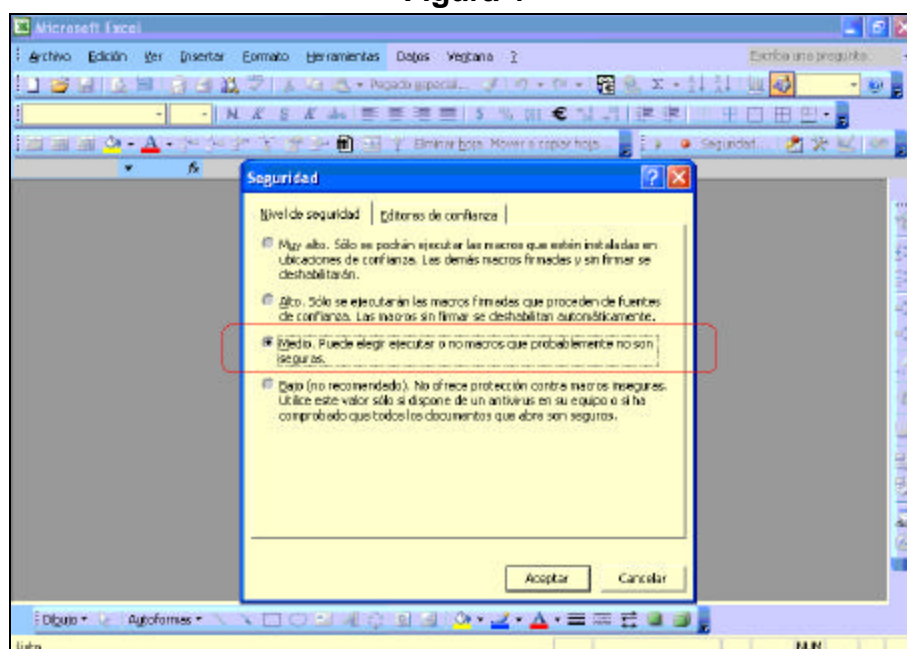 Microsoft Excel
Archivo Edición Ver Insertar Formato Herramientas Datos Ventana ? Escriba una pregunta
Pegado especial...
N K S
Eliminar hoja Mover o copiar hoja... Seguridad...
fx
Seguridad
Nivel de seguridad Editores de confianza
Muy alto. Sólo se podrán ejecutar las macros que estén instaladas en
ubicaciones de confianza. Las demás macros firmadas y sin firmar se
deshabilitarán.
Alto. Sólo se ejecutarán las macros firmadas que proceden de fuentes
de confianza. Las macros sin firmar se deshabilitan automáticamente.
Medio. Puede elegir ejecutar o no macros que probablemente no son
seguras.
Bajo (no recomendado). No ofrece protección contra macros inseguras.
Utilice este valor sólo si dispone de un antivirus en su equipo o si ha
comprobado que todos los documentos que abre son seguros.
Aceptar Cancelar
Dibujo Autoformas
Listo NUM